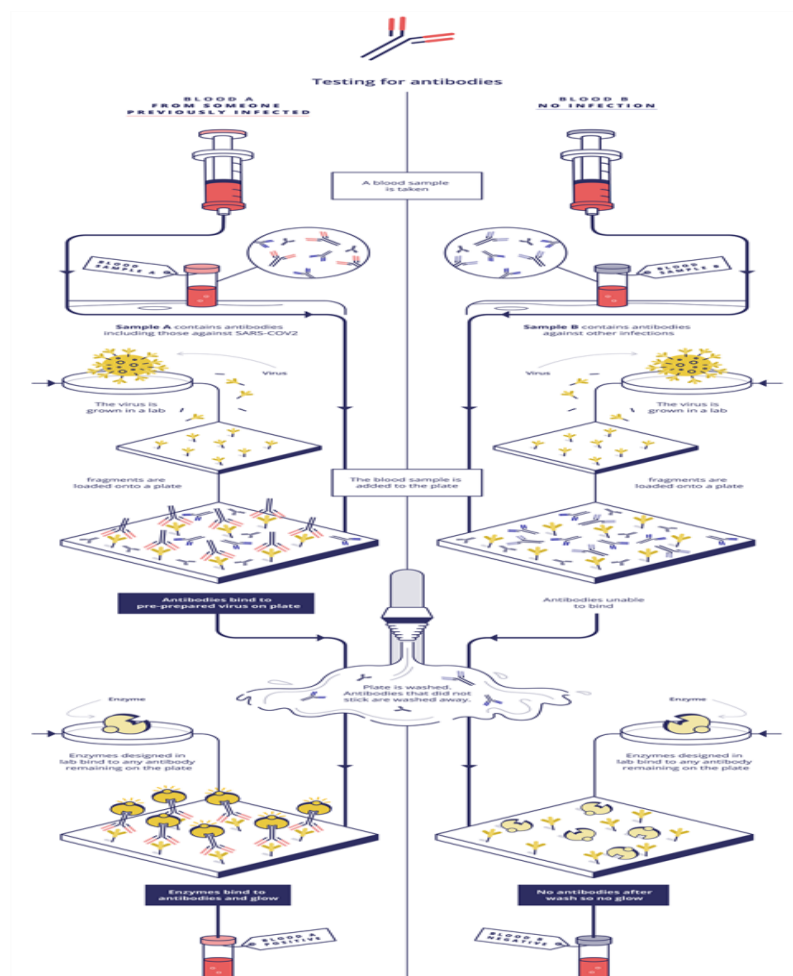 Testing for antibodies
BLOOD A
FROM SOMEONE
PREVIOUSLY INFECTED
BLOOD B
NO INFECTION
A blood sample
is taken
BLOOD
SAMPLE A
BLOOD
SAMPLE B
Sample A contains antibodies
including those against SARS-COV2
Sample B contains antibodies
against other infections
Virus
The virus is
grown in a lab
Virus
The virus is
grown in a lab
fragments are
loaded onto a plate
The blood sample is
added to the plate
fragments are
loaded onto a plate
Antibodies bind to
pre-prepared virus on plate
Antibodies unable
to bind
Plate is washed.
Antibodies that did not
stick are washed away.
Enzyme
Enzymes designed in
lab bind to any antibody
remaining on the plate
Enzyme
Enzymes designed in
lab bind to any antibody
remaining on the plate
Enzymes bind to
antibodies and glow
No antibodies after
wash so no glow
BLOOD A
POSITIVE
BLOOD B
NEGATIVE